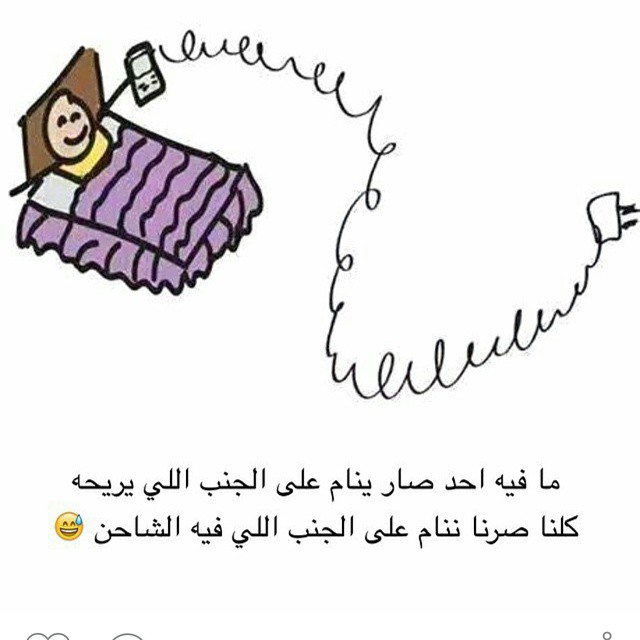 ما فيه احد صار ينام على الجنب اللي يريحه
كلنا صرنا ننام على الجنب اللي فيه الشاحن 😅